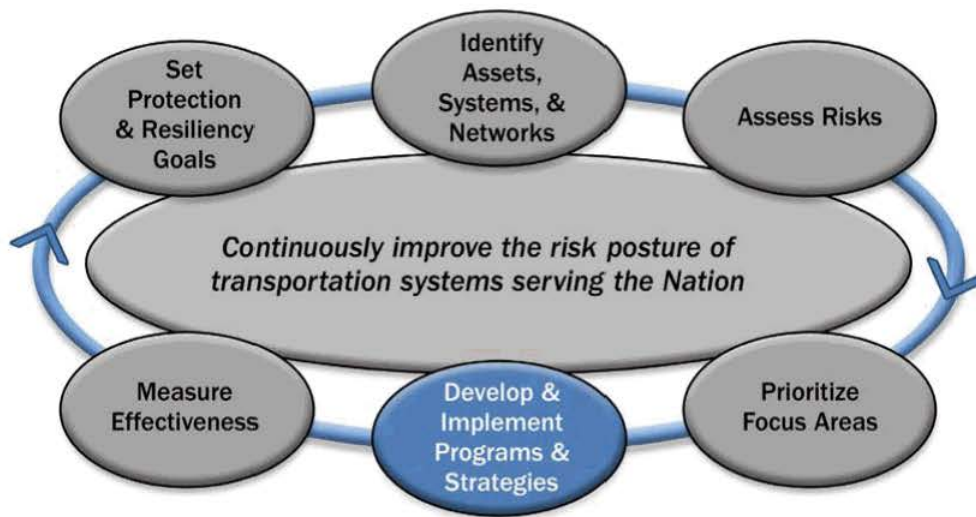 Set
Protection
& Resiliency
Goals
Identify
Assets,
Systems, &
Networks
Assess Risks
Continuously improve the risk posture of
transportation systems serving the Nation
Measure
Effectiveness
Develop &
Implement
Programs &
Strategies
Prioritize
Focus Areas